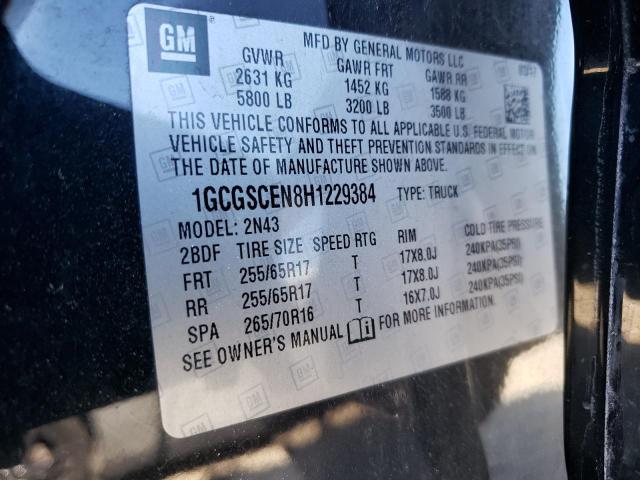 GM
MFD BY GENERAL MOTORS LLC
GVWR GAWR FRT GAWR RR
2631 KG 1452 KG 1588 KG
5800 LB 3200 LB 3500 LB
THIS VEHICLE CONFORMS TO ALL APPLICABLE U.S. FEDERAL MOTOR
VEHICLE SAFETY AND THEFT PREVENTION STANDARDS IN EFFECT ON
THE DATE OF MANUFACTURE SHOWN ABOVE.
1GCGSCEN8H1229384 TYPE: TRUCK
MODEL: 2N43
2BDF TIRE SIZE SPEED RTG RIM COLD TIRE PRESSURE
FRT 255/65R17 T 17X8.0J 240KPA(35PSI)
RR 255/65R17 T 17X8.0J 240KPA(35PSI)
SPA 265/70R16 T 16X7.0J 240KPA(35PSI)
SEE OWNER'S MANUAL FOR MORE INFORMATION.